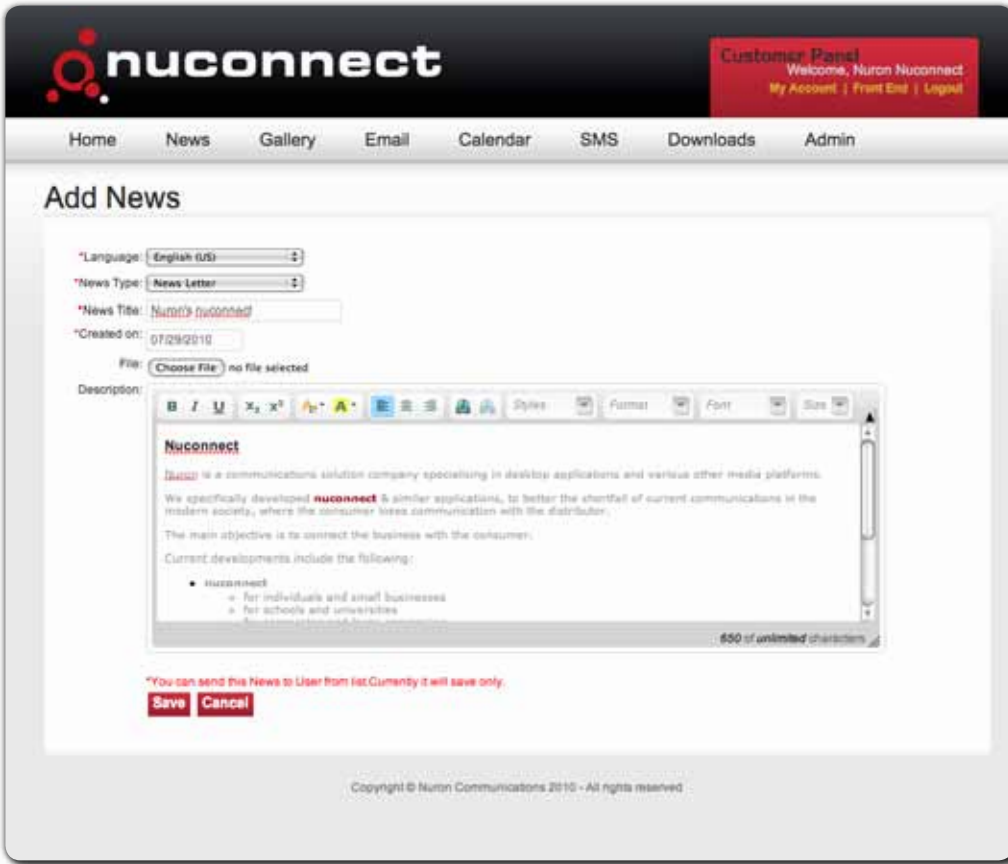 nuconnect
Customer Panel
Welcome, Nuron Nuconnect
My Account | Front End | Logout
Home News Gallery Email Calendar SMS Downloads Admin
Add News
*Language: English (US)
*News Type: News Letter
*News Title: Nuron's nuconnect
*Created on: 07/29/2010
File: Choose File no file selected
Description:
B I U X₂ X² A A Styles Format Font Size
Nuconnect
Nuron is a communications solution company specialising in desktop applications and various other media platforms.
We specifically developed nuconnect & similer applications, to better the shortfall of current communications in the
modern society, where the consumer loses communication with the distributor.
The main objective is to connect the business with the consumer.
Current developments include the following:
• nuconnect
for individuals and small businesses
for schools and universities
650 of unlimited characters
*You can send this News to User from list.Currently it will save only.
Save Cancel
Copyright © Nuron Communications 2010 - All rights reserved